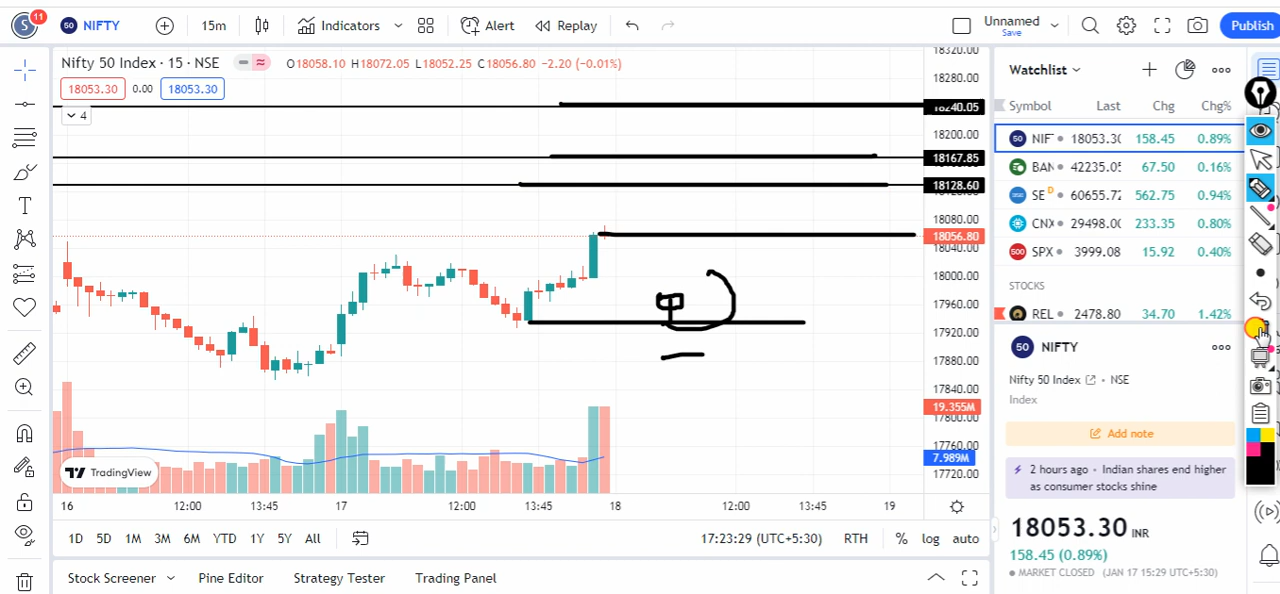 S 11 50 NIFTY 15m Indicators Alert Replay Unnamed Save Publish
Nifty 50 Index · 15 · NSE O18058.10 H18072.05 L18052.25 C18056.80 -2.20 (-0.01%)
18053.30 0.00 18053.30
4
18320.00
18280.00
18240.05
18200.00
18167.85
18128.60
18080.00
18056.80
18040.00
18000.00
17960.00
17920.00
17880.00
17840.00
19.355M
17800.00
17760.00
7.989M
17720.00
TradingView
16 12:00 13:45 17 12:00 13:45 18 12:00 13:45 19
1D 5D 1M 3M 6M YTD 1Y 5Y All 17:23:29 (UTC+5:30) RTH % log auto
Stock Screener Pine Editor Strategy Tester Trading Panel
Watchlist
Symbol Last Chg Chg%
50 NIF 18053.30 158.45 0.89%
BAN 42235.05 67.50 0.16%
SE D 60655.72 562.75 0.94%
CNX 29498.00 233.35 0.80%
500 SPX 3999.08 15.92 0.40%
STOCKS
REL 2478.80 34.70 1.42%
50 NIFTY
Nifty 50 Index · NSE
Index
Add note
2 hours ago · Indian shares end higher
as consumer stocks shine
18053.30 INR
158.45 (0.89%)
MARKET CLOSED (JAN 17 15:29 UTC+5:30)